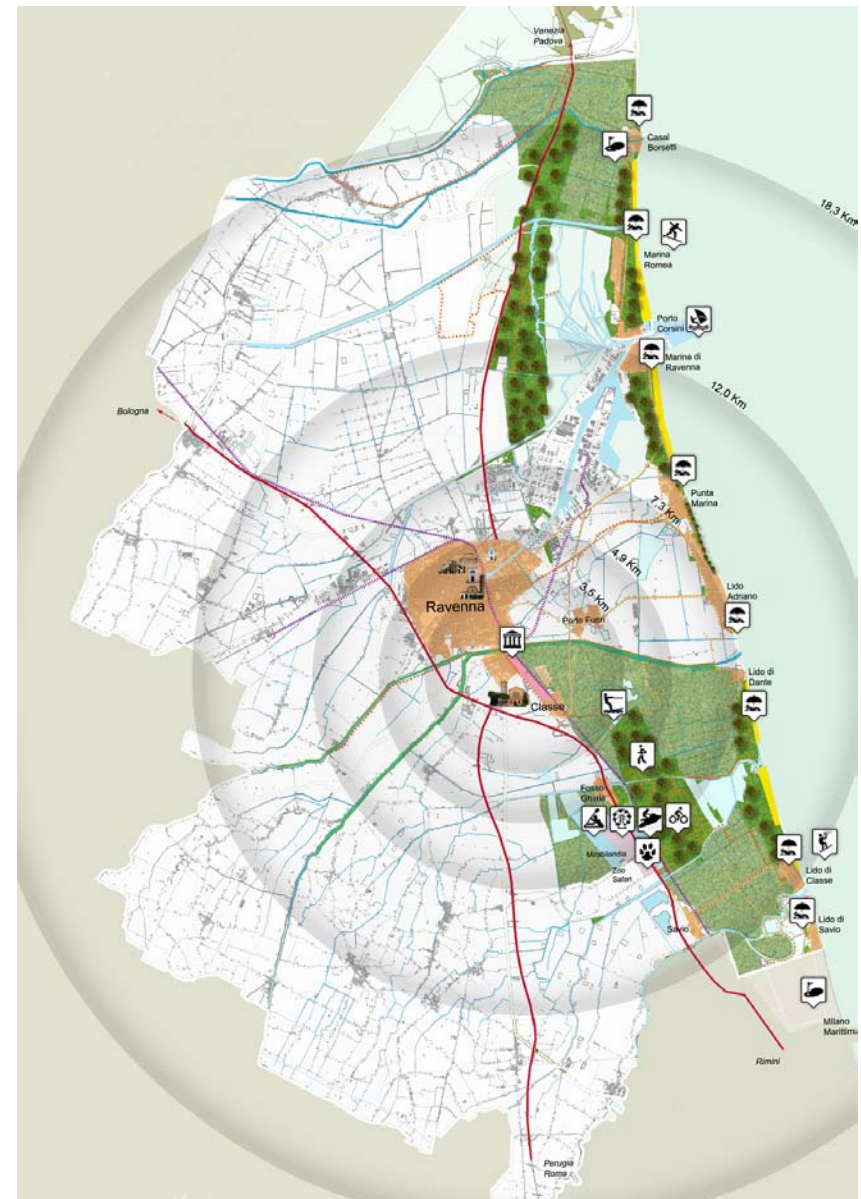 Venezia
Padova
Casal
Borsetti
18,3 Km
Marina
Romea
Porto
Corsini
Marina di
Ravenna
12,0 Km
Bologna
Punta
Marina
7,3 Km
4,9 Km
3,5 Km
Ravenna
Porto Fuori
Lido
Adriano
Lido di
Dante
Classe
Fosso
Ghiaia
Mirabilandia
Zoo
Safari
Lido di
Classe
Savio
Lido di
Savio
Milano
Marittima
Rimini
Perugia
Roma